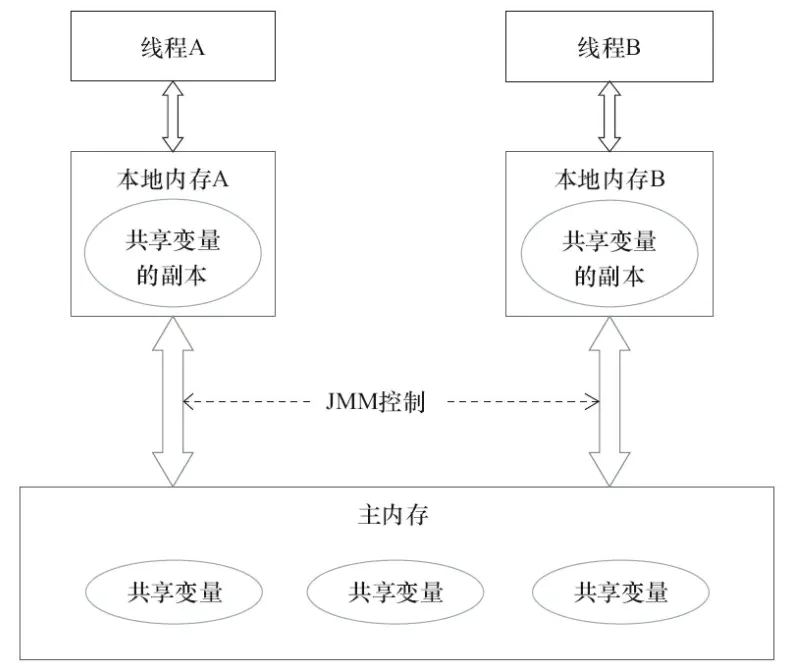 线程A
线程B
本地内存A
本地内存B
共享变量
的副本
共享变量
的副本
JMM控制
主内存
共享变量
共享变量
共享变量